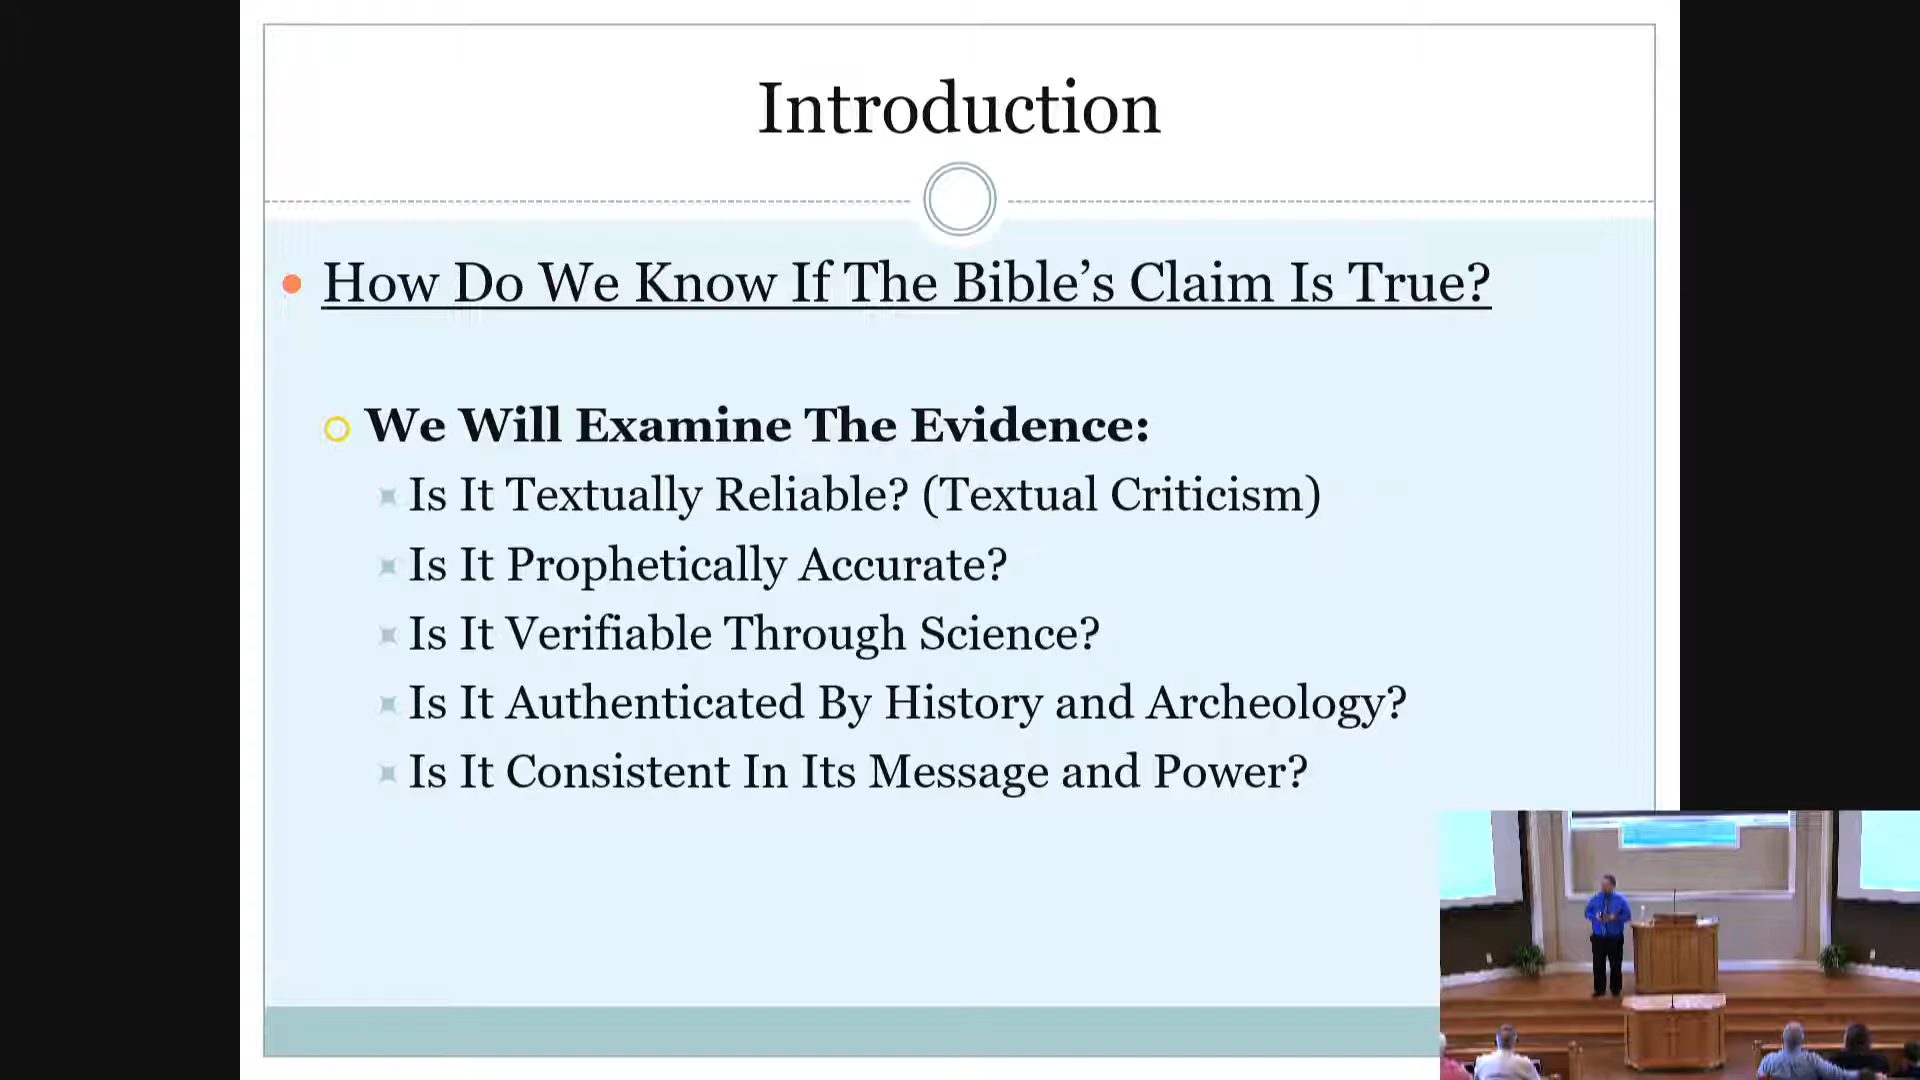 Introduction
How Do We Know If The Bible’s Claim Is True?
We Will Examine The Evidence:
Is It Textually Reliable? (Textual Criticism)
Is It Prophetically Accurate?
Is It Verifiable Through Science?
Is It Authenticated By History and Archeology?
Is It Consistent In Its Message and Power?